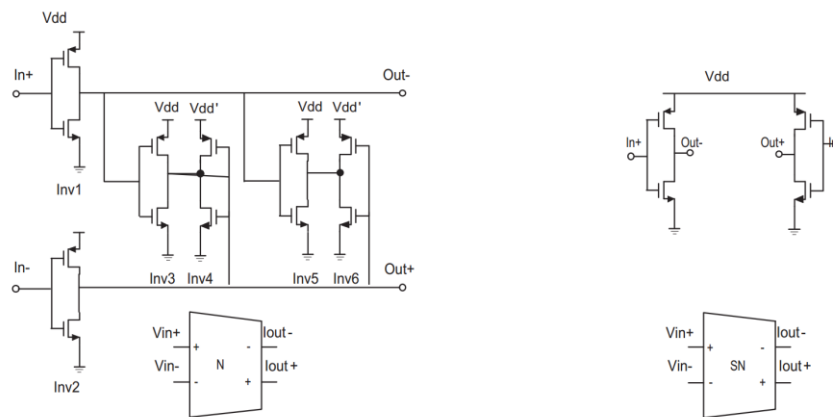 Vdd
In+
Out-
Vdd Vdd'
Vdd Vdd'
Inv1
In-
Out+
Inv3 Inv4
Inv5 Inv6
Inv2
Vin+
Vin-
+
-
N
-
+
Iout-
Iout+
Vdd
In+
Out-
Out+
Vin+
Vin-
+
-
SN
-
+
Iout-
Iout+